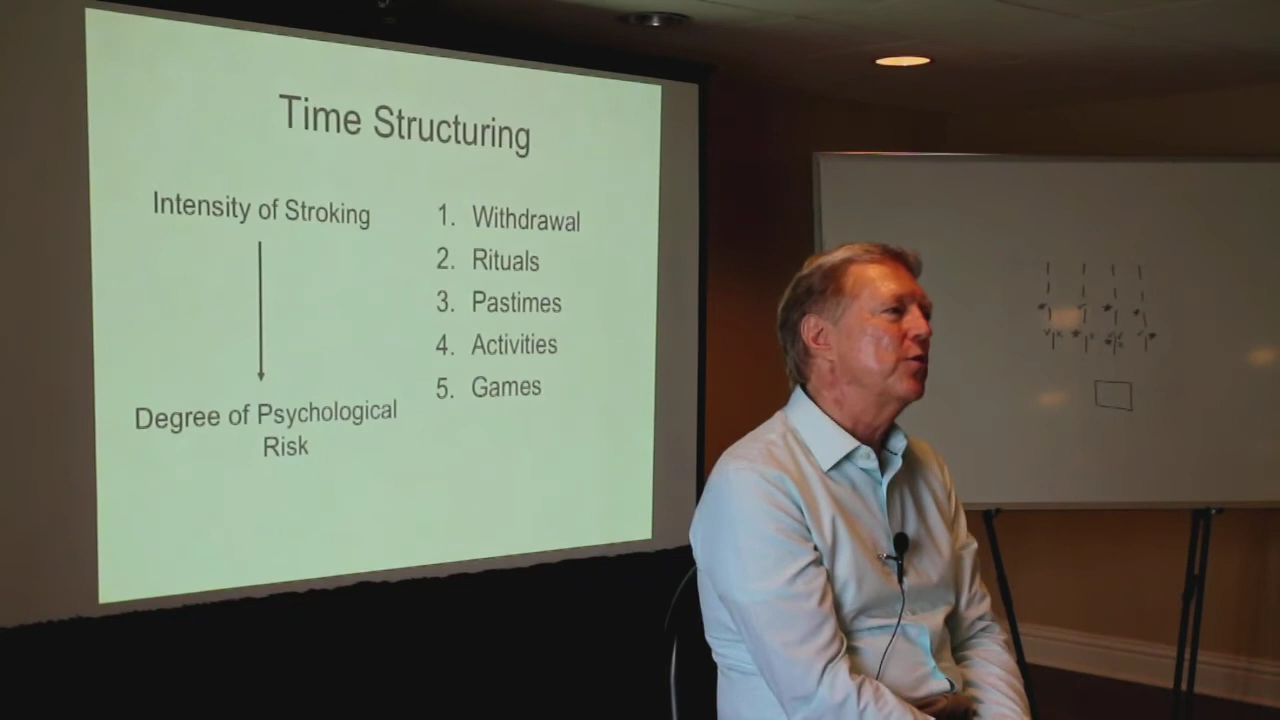 Time Structuring
Intensity of Stroking
Degree of Psychological
Risk
1. Withdrawal
2. Rituals
3. Pastimes
4. Activities
5. Games